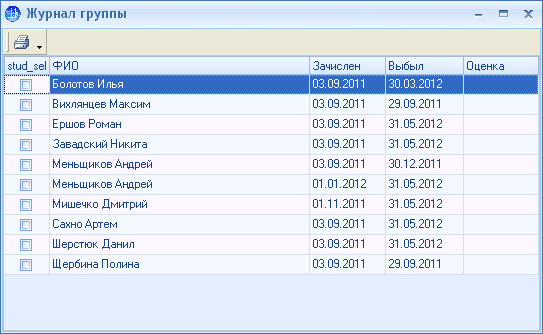 Журнал группы
stud_sel ФИО Зачислен Выбыл Оценка
Болотов Илья 03.09.2011 30.03.2012
Вихлянцев Максим 03.09.2011 29.09.2011
Ершов Роман 03.09.2011 31.05.2012
Завадский Никита 03.09.2011 31.05.2012
Меньщиков Андрей 03.09.2011 30.12.2011
Меньщиков Андрей 01.01.2012 31.05.2012
Мишечко Дмитрий 01.11.2011 31.05.2012
Сахно Артем 03.09.2011 31.05.2012
Шерстюк Данил 03.09.2011 31.05.2012
Щербина Полина 03.09.2011 29.09.2011